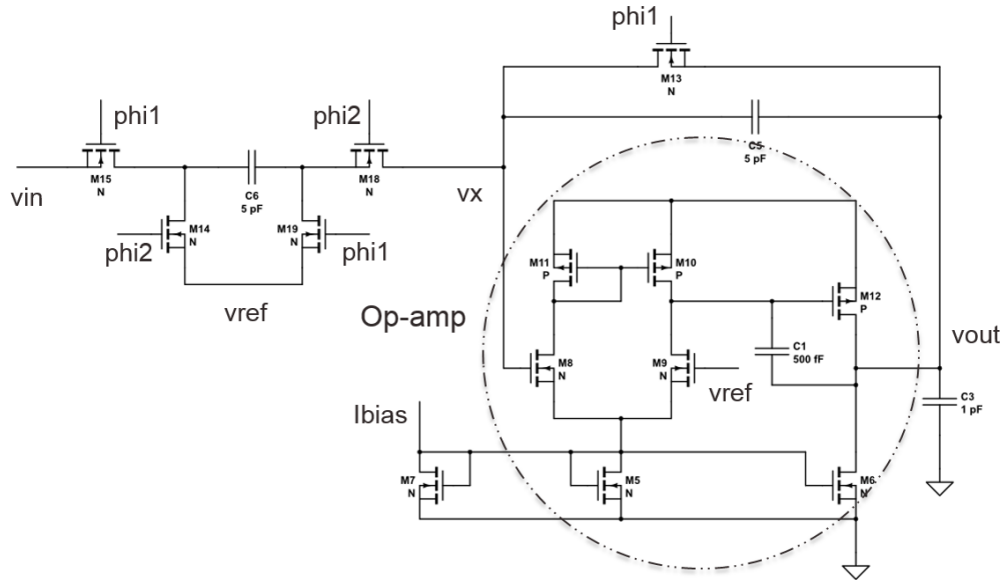 phi1
M13
N
phi1
phi2
C5
5 pF
M15
N
C6
5 pF
M18
N
vin
vx
M14
N
M19
N
phi2
phi1
vref
M11
P
M10
P
M12
P
Op-amp
C1
500 fF
vout
M8
N
M9
N
vref
C3
1 pF
Ibias
M7
N
M5
N
M6
N